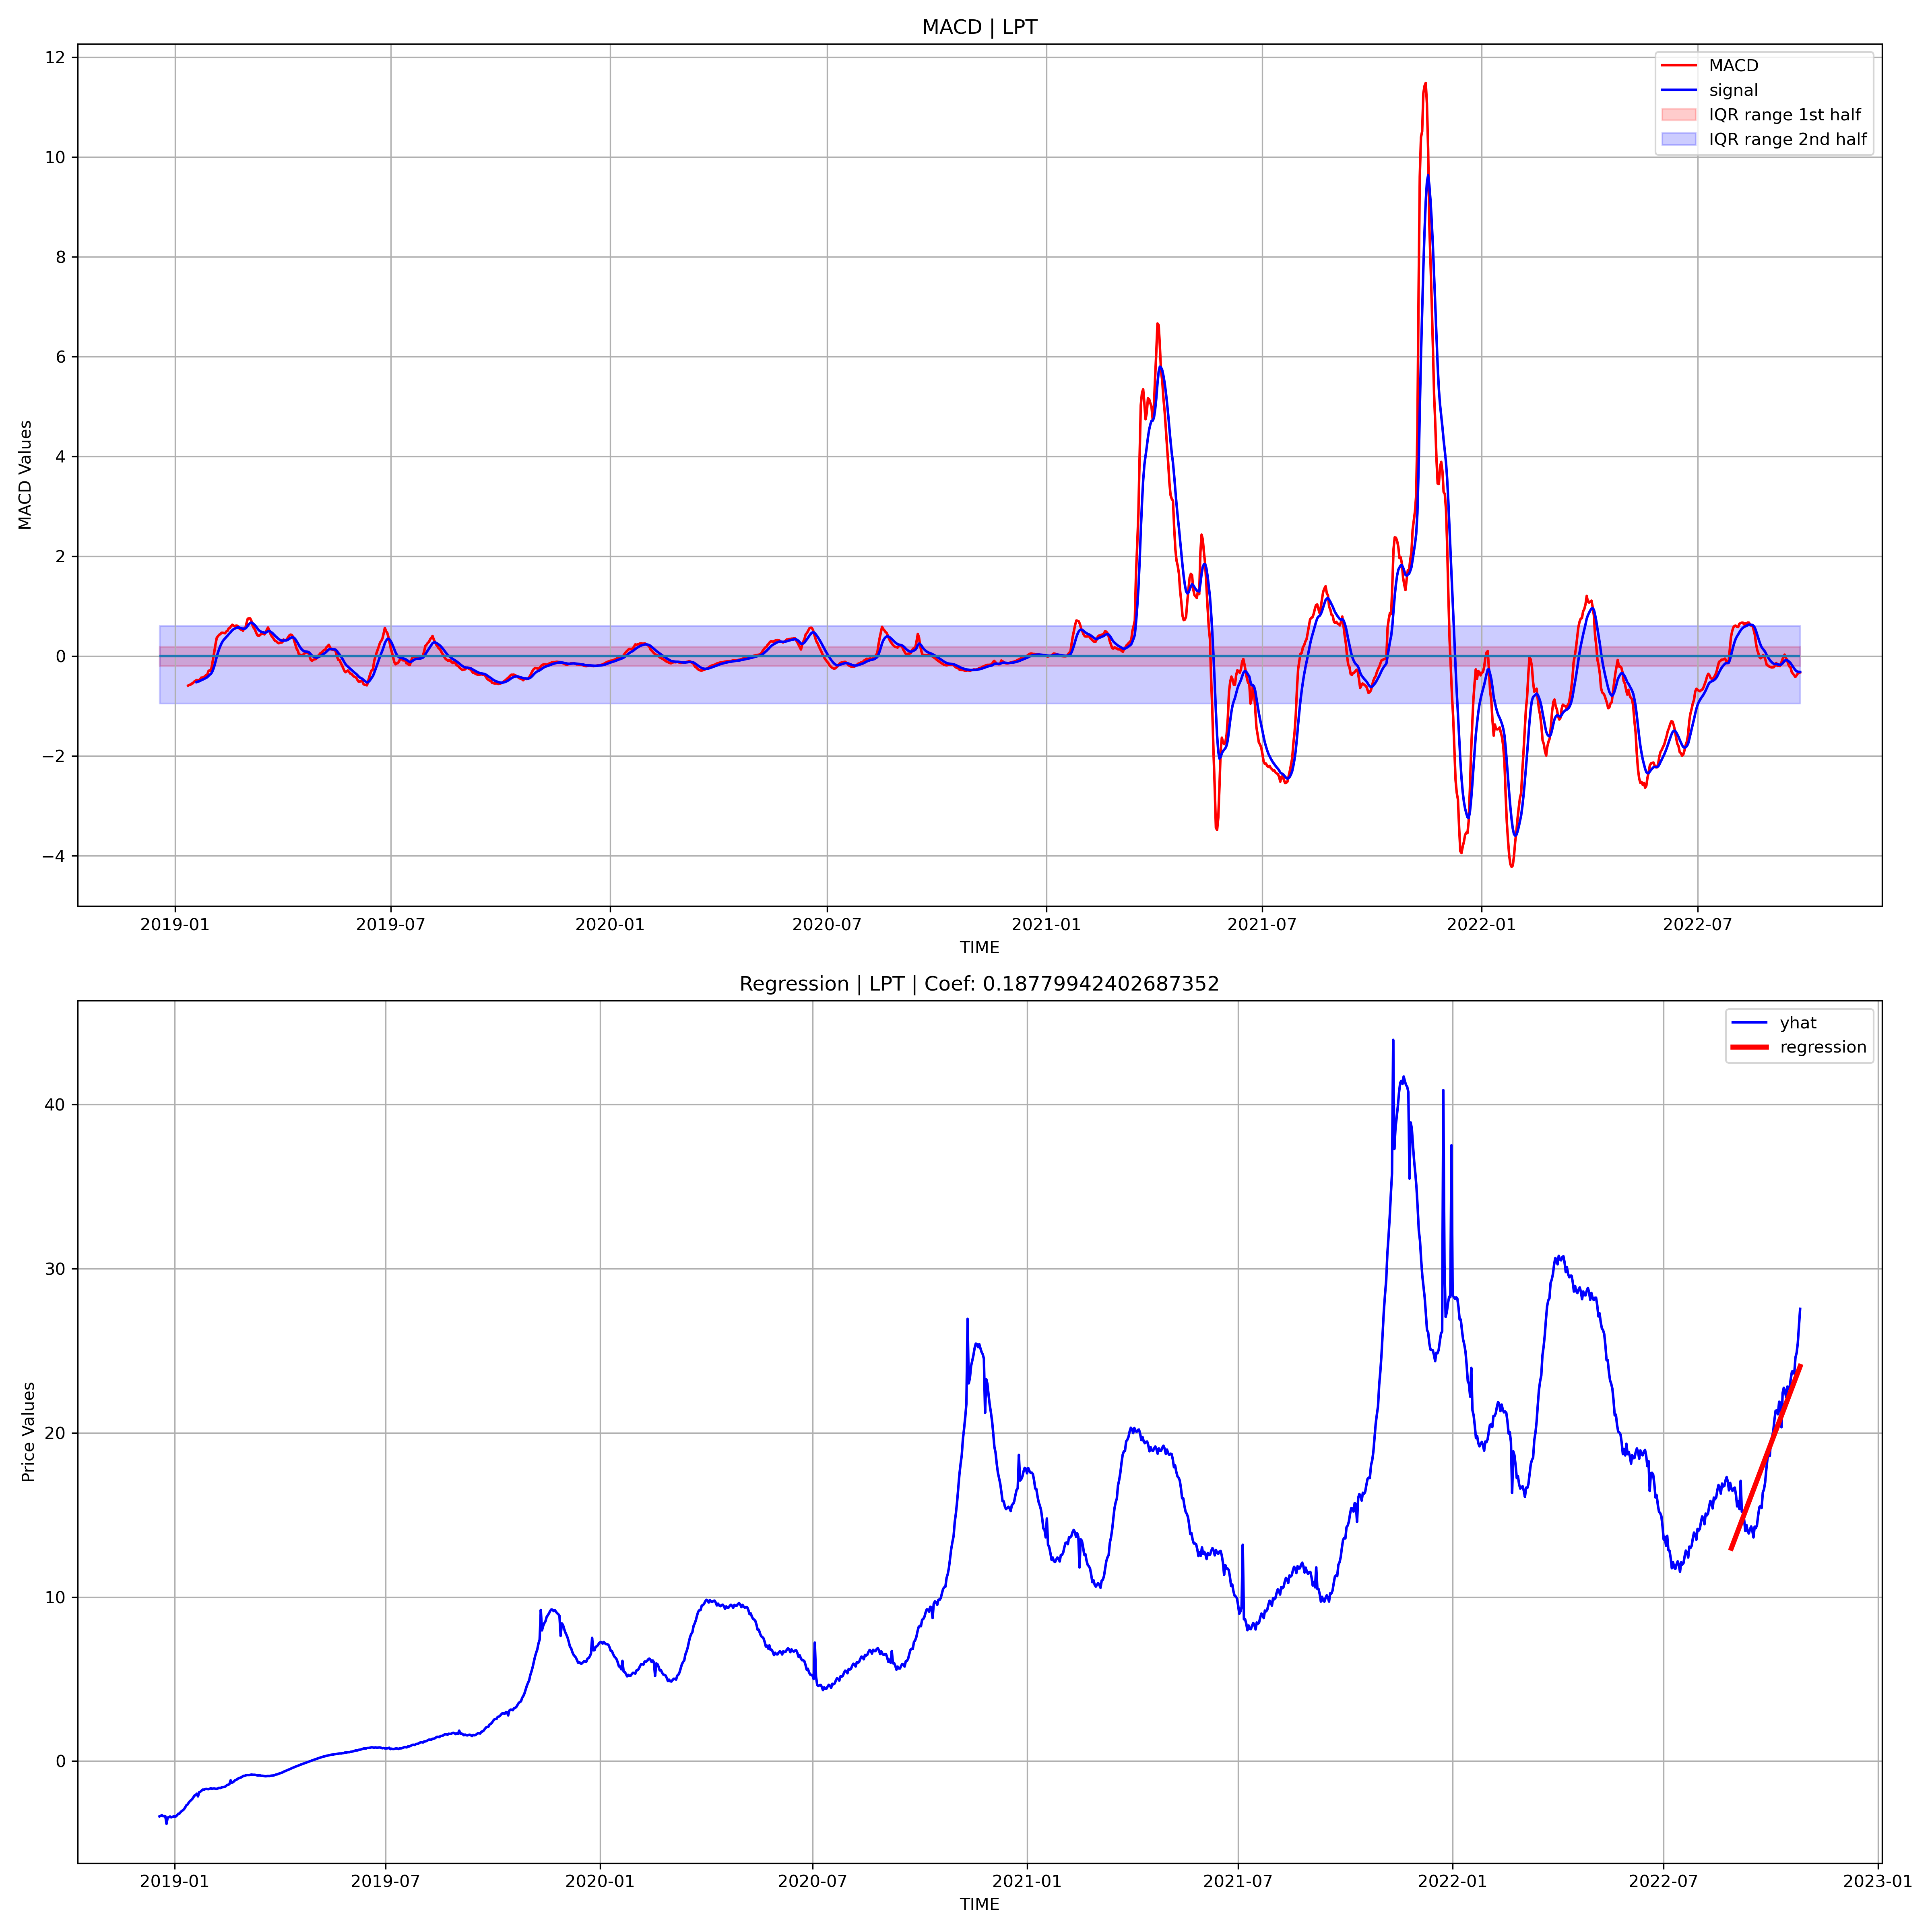 MACD | LPT
12
10
8
6
4
2
0
−2
−4
MACD Values
MACD
signal
IQR range 1st half
IQR range 2nd half
2019-01 2019-07 2020-01 2020-07 2021-01 2021-07 2022-01 2022-07
TIME
Regression | LPT | Coef: 0.18779942402687352
40
30
20
10
0
Price Values
yhat
regression
2019-01 2019-07 2020-01 2020-07 2021-01 2021-07 2022-01 2022-07 2023-01
TIME